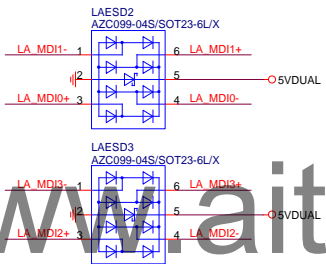 LAESD2
AZC099-04S/SOT23-6L/X
LA_MDI1- 1 6 LA_MDI1+
2 5 5VDUAL
LA_MDI0+ 3 4 LA_MDI0-
LAESD3
AZC099-04S/SOT23-6L/X
LA_MDI3- 1 6 LA_MDI3+
2 5 5VDUAL
LA_MDI2+ 3 4 LA_MDI2-
ww.ait